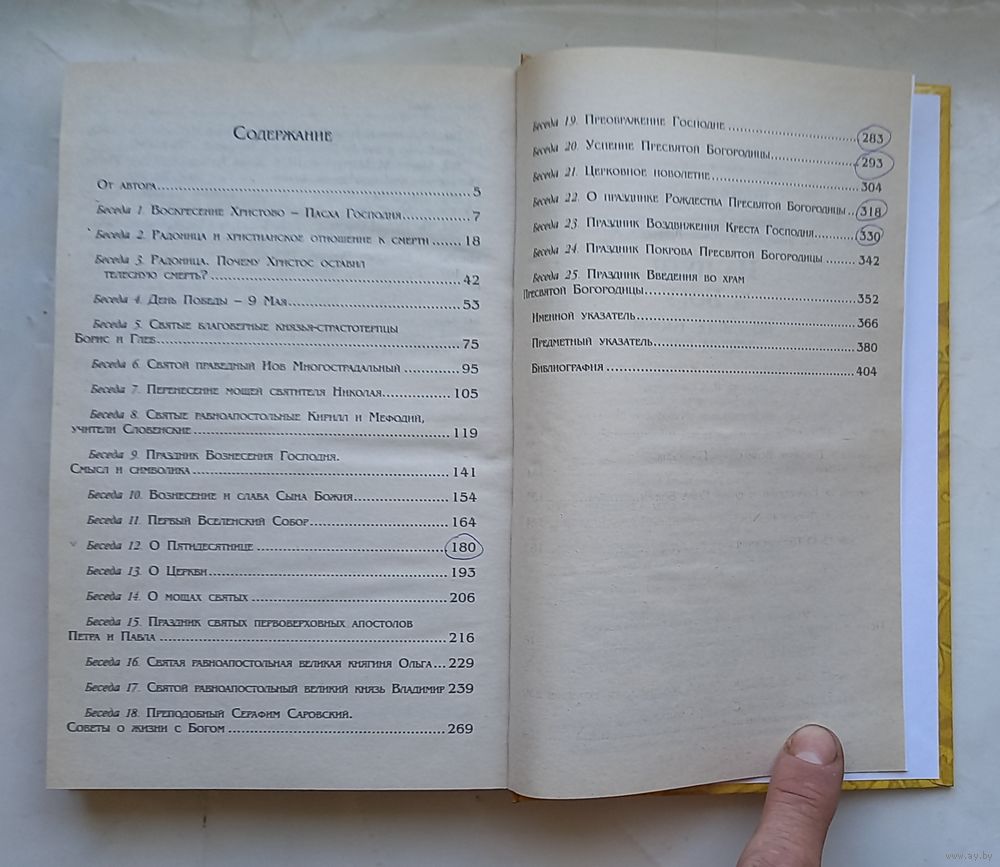 Содержание
От автора........5
Беседа 1. Воскресение Христово – Пасха Господня........7
Беседа 2. Радоница и христианское отношение к смерти........18
Беседа 3. Радоница. Почему Христос оставил
телесную смерть?........42
Беседа 4. День Победы – 9 Мая........53
Беседа 5. Святые благоверные князья-страстотерпцы
Борис и Глеб........75
Беседа 6. Святой праведный Иов Многострадальный........95
Беседа 7. Перенесение мощей святителя Николая........105
Беседа 8. Святые равноапостольные Кирилл и Мефодий,
учители Словенские........119
Беседа 9. Праздник Вознесения Господня.
Смысл и символика........141
Беседа 10. Вознесение и слава Сына Божия........154
Беседа 11. Первый Вселенский Собор........164
Беседа 12. О Пятидесятнице........180
Беседа 13. О Церкви........193
Беседа 14. О мощах святых........206
Беседа 15. Праздник святых первоверховных апостолов
Петра и Павла........216
Беседа 16. Святая равноапостольная великая княгиня Ольга...229
Беседа 17. Святой равноапостольный великий князь Владимир 239
Беседа 18. Преподобный Серафим Саровский.
Советы о жизни с Богом........269
Беседа 19. Преображение Господне........283
Беседа 20. Успение Пресвятой Богородицы........293
Беседа 21. Церковное новолетие........304
Беседа 22. О празднике Рождества Пресвятой Богородицы..318
Беседа 23. Праздник Воздвижения Креста Господня........330
Беседа 24. Праздник Покрова Пресвятой Богородицы........342
Беседа 25. Праздник Введения во храм
Пресвятой Богородицы........352
Именной указатель........366
Предметный указатель........380
Библиография........404
www.ay.by